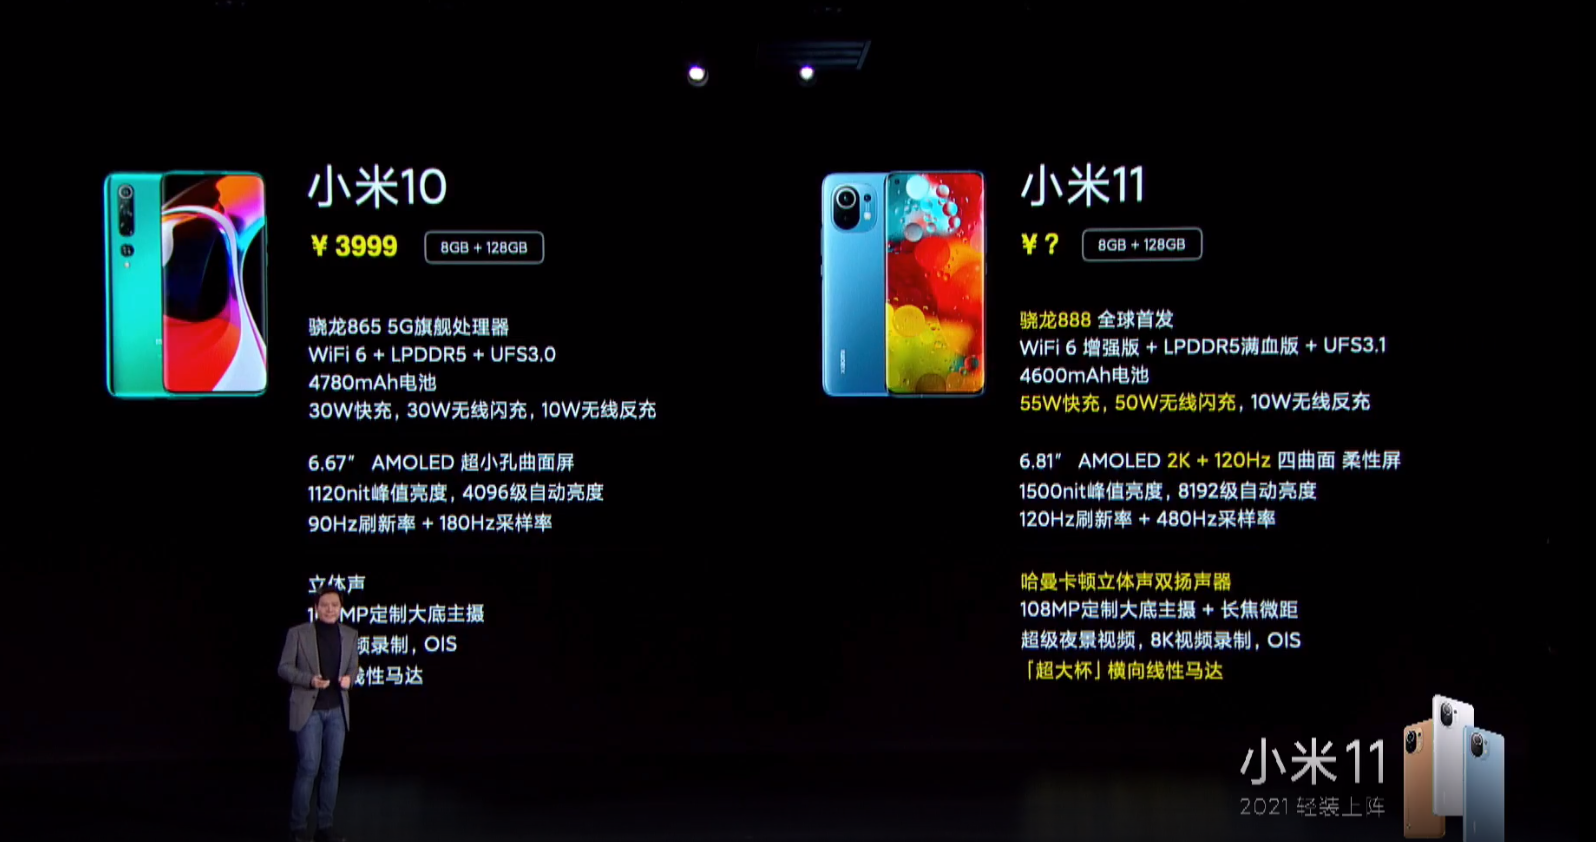 小米10
¥ 3999 8GB + 128GB
骁龙865 5G旗舰处理器
WiFi 6 + LPDDR5 + UFS3.0
4780mAh电池
30W快充, 30W无线闪充, 10W无线反充
6.67" AMOLED 超小孔曲面屏
1120nit峰值亮度, 4096级自动亮度
90Hz刷新率 + 180Hz采样率
立体声
MP定制大底主摄
频录制, OIS
线性马达
小米11
¥ ? 8GB + 128GB
骁龙888 全球首发
WiFi 6 增强版 + LPDDR5满血版 + UFS3.1
4600mAh电池
55W快充, 50W无线闪充, 10W无线反充
6.81" AMOLED 2K + 120Hz 四曲面 柔性屏
1500nit峰值亮度, 8192级自动亮度
120Hz刷新率 + 480Hz采样率
哈曼卡顿立体声双扬声器
108MP定制大底主摄 + 长焦微距
超级夜景视频, 8K视频录制, OIS
「超大杯」横向线性马达
小米11
2021 轻装上阵